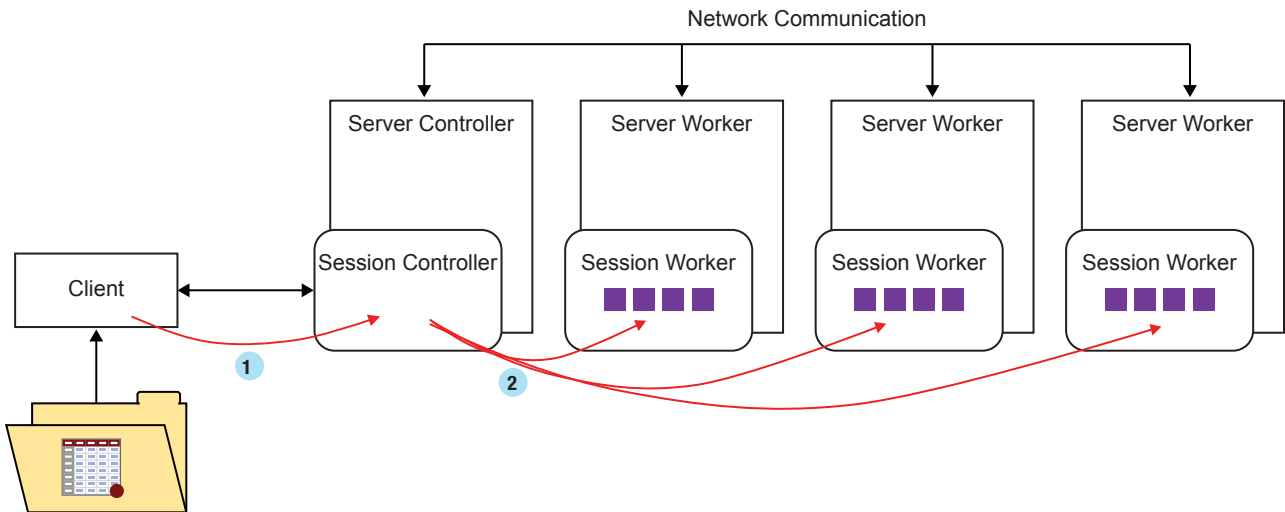 Network Communication
Server Controller
Server Worker
Server Worker
Server Worker
Session Controller
Session Worker
Session Worker
Session Worker
Client
1
2